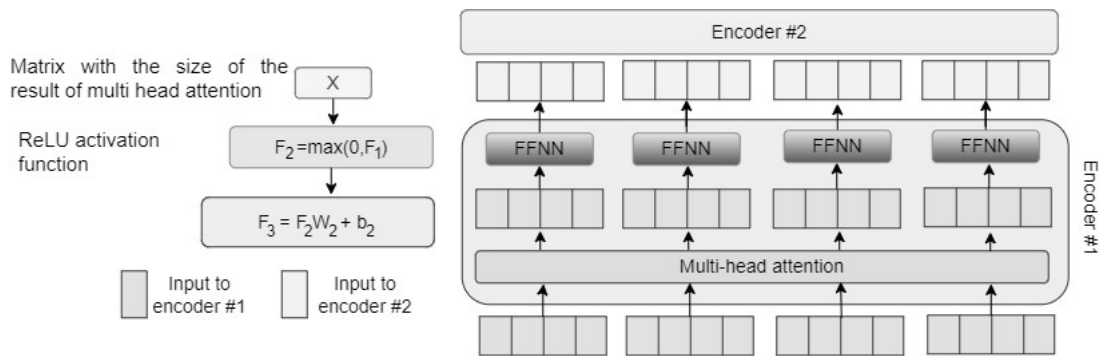 Matrix with the size of the
result of multi head attention
X
ReLU activation
function
F₂=max(0,F₁)
F₃ = F₂W₂ + b₂
Input to
encoder #1
Input to
encoder #2
Encoder #2
FFNN
FFNN
FFNN
FFNN
Multi-head attention
Encoder #1